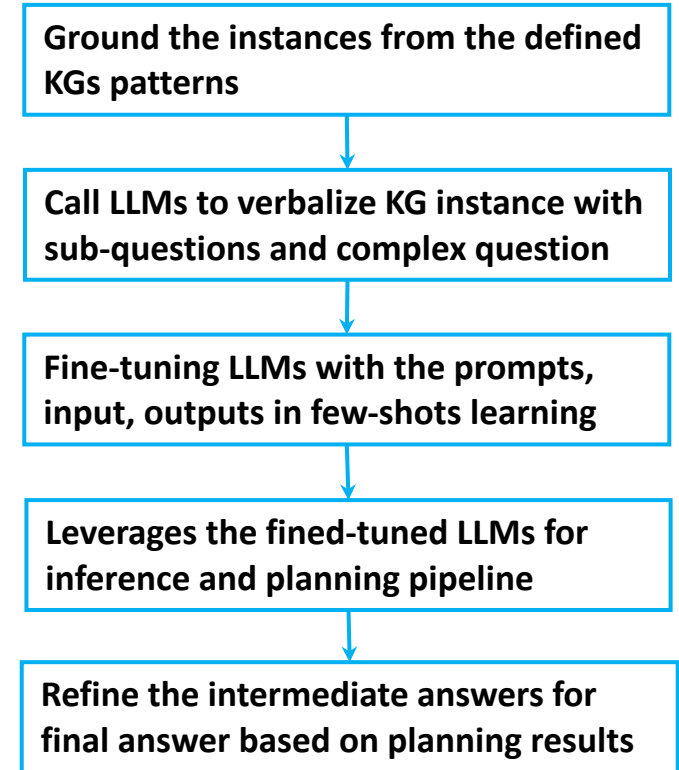 Ground the instances from the defined
KGs patterns
Call LLMs to verbalize KG instance with
sub-questions and complex question
Fine-tuning LLMs with the prompts,
input, outputs in few-shots learning
Leverages the fined-tuned LLMs for
inference and planning pipeline
Refine the intermediate answers for
final answer based on planning results